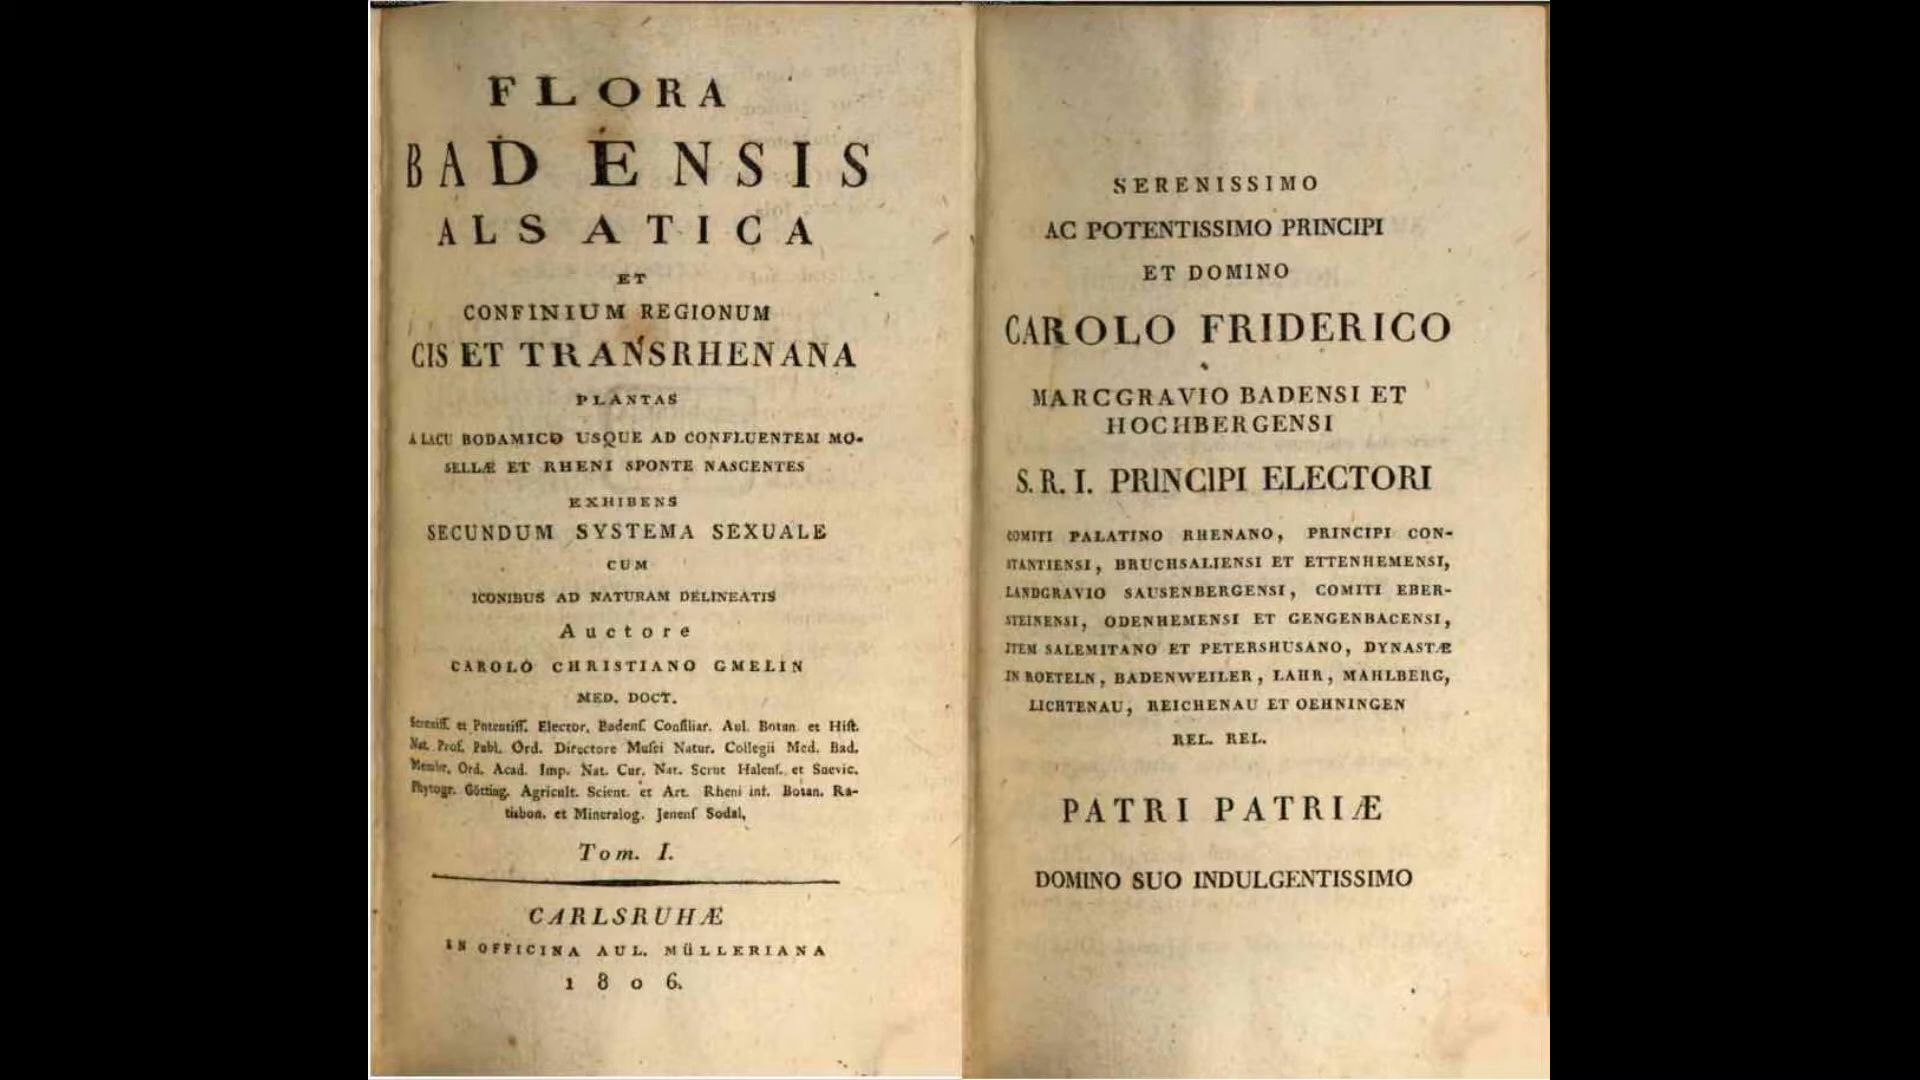 FLORA
BADENSIS
ALSATICA
ET
CONFINIUM REGIONUM
CIS ET TRANSRHENANA
PLANTAS
A LACU BODAMICO USQUE AD CONFLUENTEM MO-
SELLÆ ET RHENI SPONTE NASCENTES
EXHIBENS
SECUNDUM SYSTEMA SEXUALE
CUM
ICONIBUS AD NATURAM DELINEATIS
Auctore
CAROLO CHRISTIANO GMELIN
MED. DOCT.
Sereniſſ. et Potentiſſ. Elector. Badenſ. Conſiliar. Aul. Botan. et Hiſt.
Nat. Prof. Publ. Ord. Directore Muſei Natur. Collegii Med. Bad.
Membr. Ord. Acad. Imp. Nat. Cur. Nat. Scrut Halenſ. et Suevic.
Phytogr. Götting. Agricult. Scient. et Art. Rheni inf. Botan. Ra-
tisbon. et Mineralog. Jenenſ Sodal.
Tom. I.
CARLSRUHÆ
IN OFFICINA AUL. MÜLLERIANA
1806.
SERENISSIMO
AC POTENTISSIMO PRINCIPI
ET DOMINO
CAROLO FRIDERICO
MARCGRAVIO BADENSI ET
HOCHBERGENSI
S. R. I. PRINCIPI ELECTORI
COMITI PALATINO RHENANO, PRINCIPI CON-
STANTIENSI, BRUCHSALIENSI ET ETTENHEMENSI,
LANDGRAVIO SAUSENBERGENSI, COMITI EBER-
STEINENSI, ODENHEMENSI ET GENGENBACENSI,
ITEM SALEMITANO ET PETERSHUSANO, DYNASTÆ
IN ROETELN, BADENWEILER, LAHR, MAHLBERG,
LICHTENAU, REICHENAU ET OEHNINGEN
REL. REL.
PATRI PATRIÆ
DOMINO SUO INDULGENTISSIMO